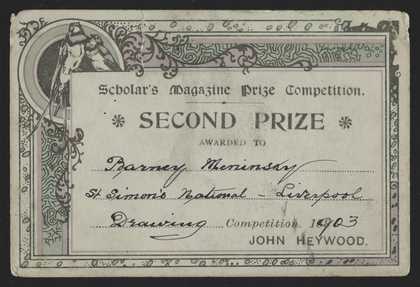 Scholar's Magazine Prize Competition.
SECOND PRIZE
AWARDED TO
Barney Meninsky
St. Simon's National - Liverpool
Drawing Competition, 1903
JOHN HEYWOOD.